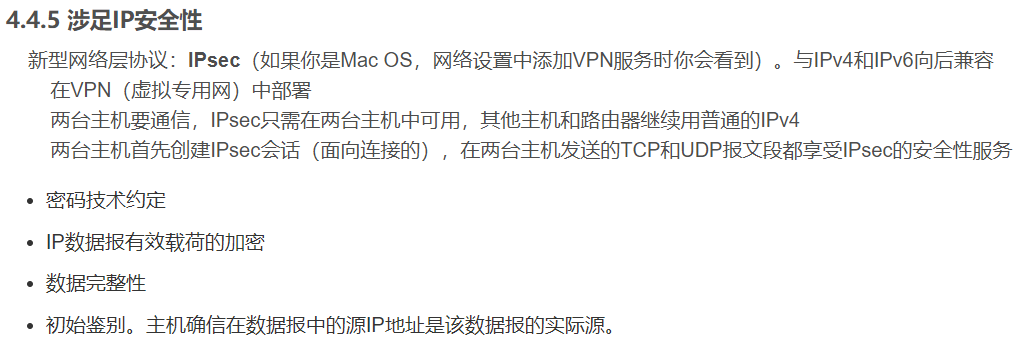 4.4.5 涉足IP安全性
新型网络层协议：IPsec（如果你是Mac OS，网络设置中添加VPN服务时你会看到）。与IPv4和IPv6向后兼容
在VPN（虚拟专用网）中部署
两台主机要通信，IPsec只需在两台主机中可用，其他主机和路由器继续用普通的IPv4
两台主机首先创建IPsec会话（面向连接的），在两台主机发送的TCP和UDP报文段都享受IPsec的安全性服务
• 密码技术约定
• IP数据报有效载荷的加密
• 数据完整性
• 初始鉴别。主机确信在数据报中的源IP地址是该数据报的实际源。